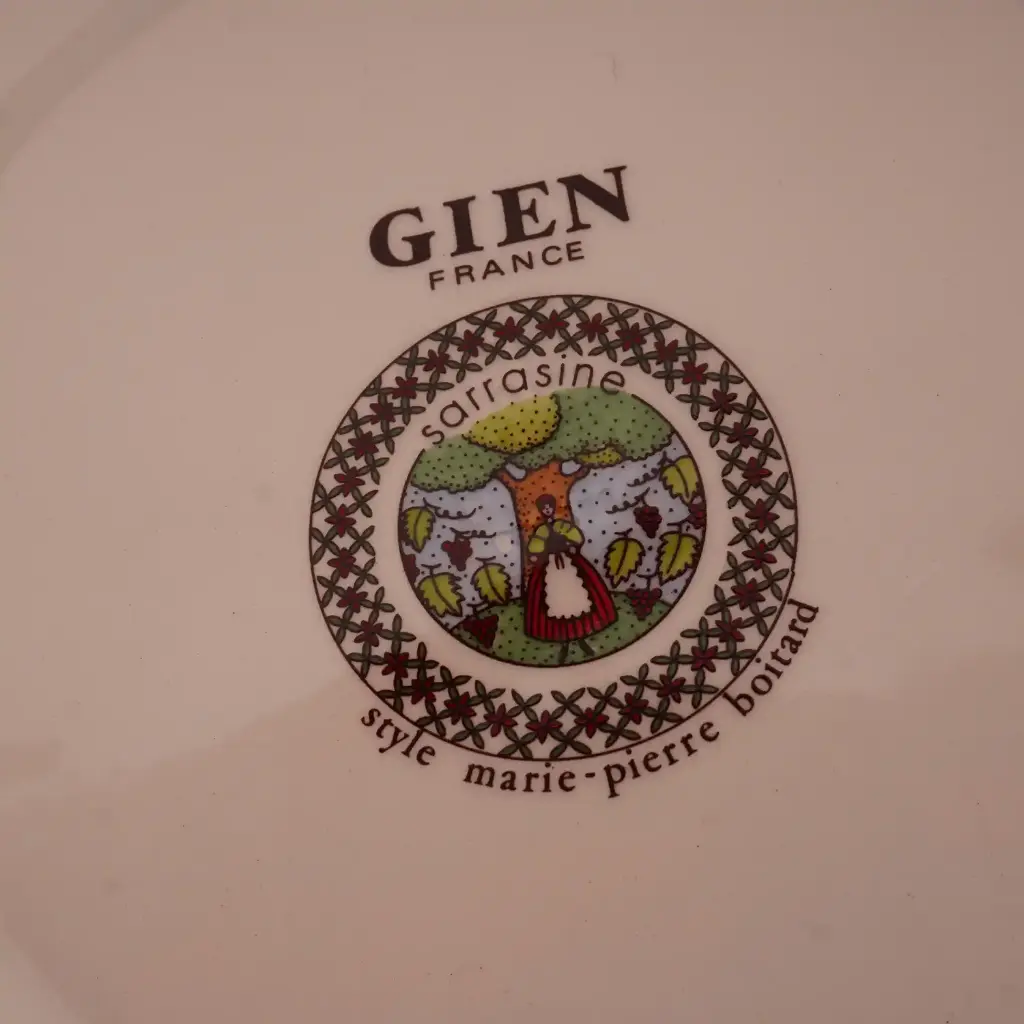 GIEN
FRANCE
sarrasine
style marie-pierre boitard